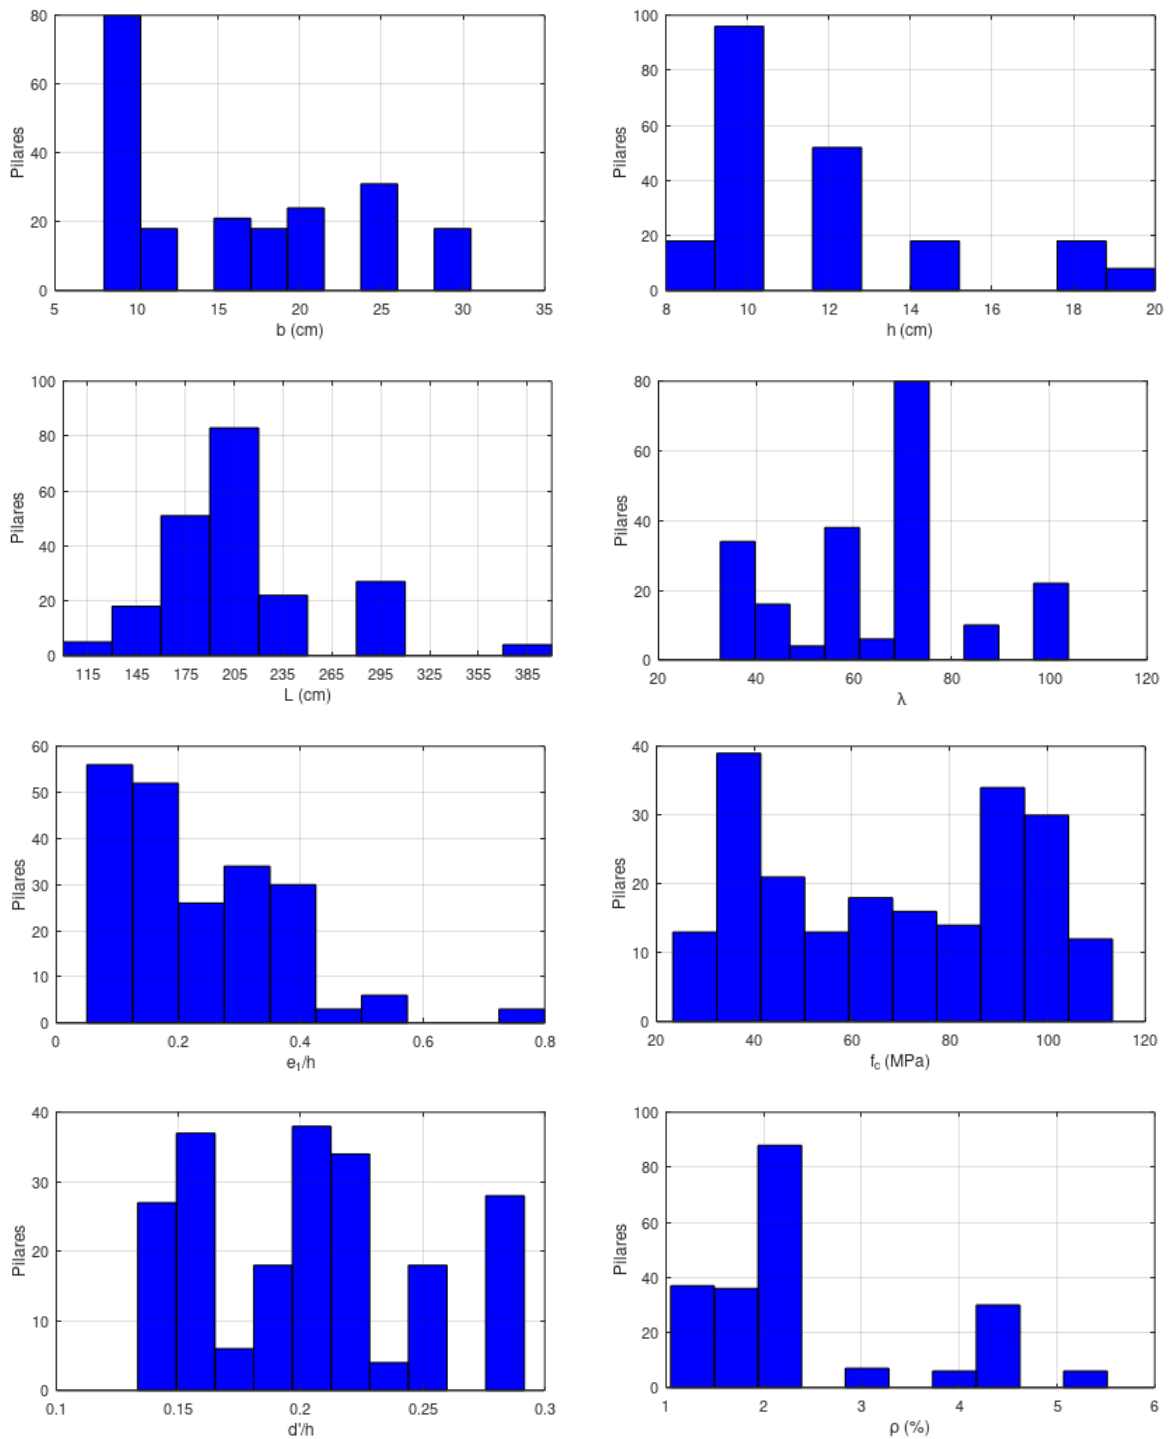 80
60
40
20
0
Pilares
5 10 15 20 25 30 35
b (cm)
100
80
60
40
20
0
Pilares
8 10 12 14 16 18 20
h (cm)
100
80
60
40
20
0
Pilares
115 145 175 205 235 265 295 325 355 385
L (cm)
80
60
40
20
0
Pilares
20 40 60 80 100 120
λ
60
50
40
30
20
10
0
Pilares
0 0.2 0.4 0.6 0.8
e₁/h
40
30
20
10
0
Pilares
20 40 60 80 100 120
f_c (MPa)
40
30
20
10
0
Pilares
0.1 0.15 0.2 0.25 0.3
d'/h
100
80
60
40
20
0
Pilares
1 2 3 4 5 6
ρ (%)